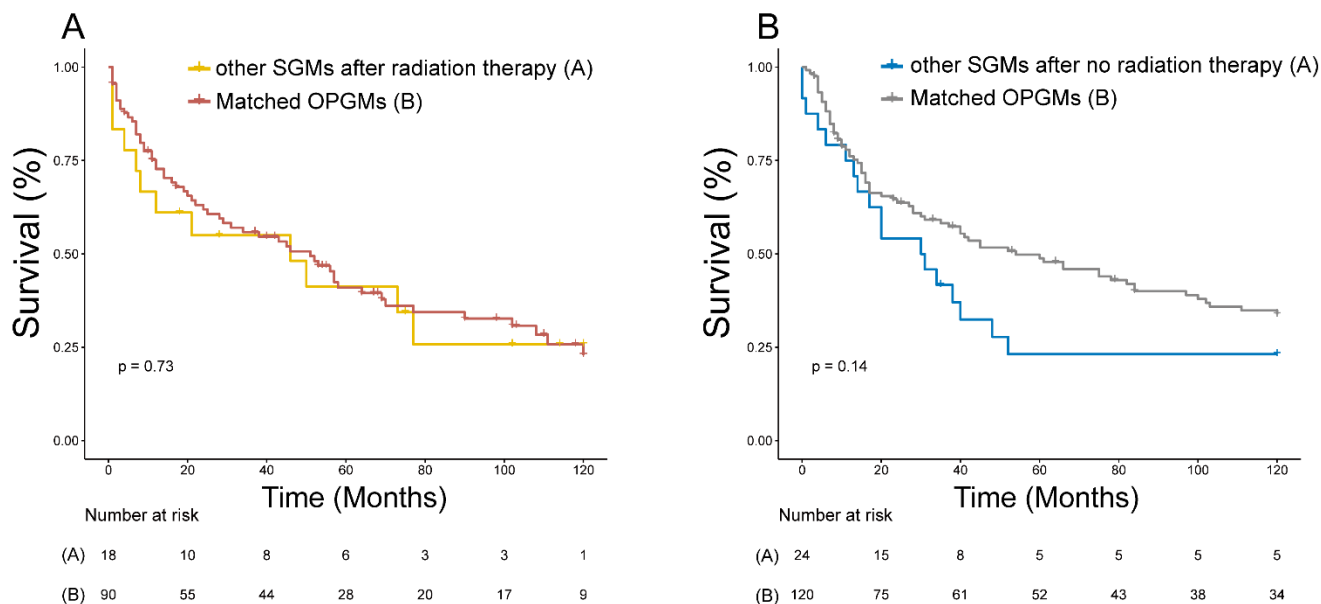 A
other SGMs after radiation therapy (A)
Matched OPGMs (B)
Survival (%)
1.00
0.75
0.50
0.25
0.00
p = 0.73
0 20 40 60 80 100 120
Time (Months)
Number at risk
(A) 18 10 8 6 3 3 1
(B) 90 55 44 28 20 17 9
B
other SGMs after no radiation therapy (A)
Matched OPGMs (B)
Survival (%)
1.00
0.75
0.50
0.25
0.00
p = 0.14
0 20 40 60 80 100 120
Time (Months)
Number at risk
(A) 24 15 8 5 5 5 5
(B) 120 75 61 52 43 38 34